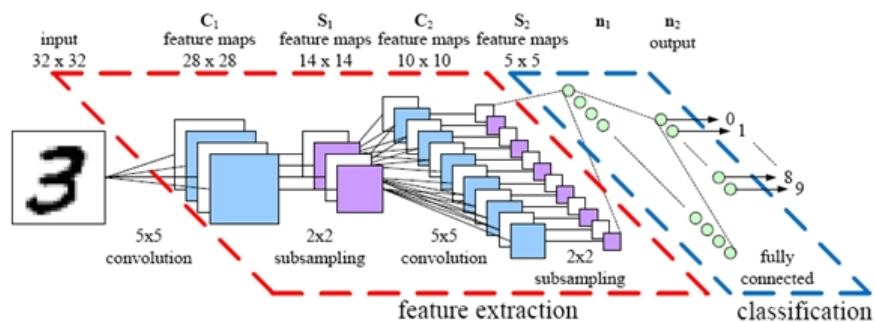 input
32 x 32
C₁
feature maps
28 x 28
S₁
feature maps
14 x 14
C₂
feature maps
10 x 10
S₂
feature maps
5 x 5
n₁
n₂
output
3
0
1
8
9
5x5
convolution
2x2
subsampling
5x5
convolution
2x2
subsampling
fully
connected
feature extraction
classification